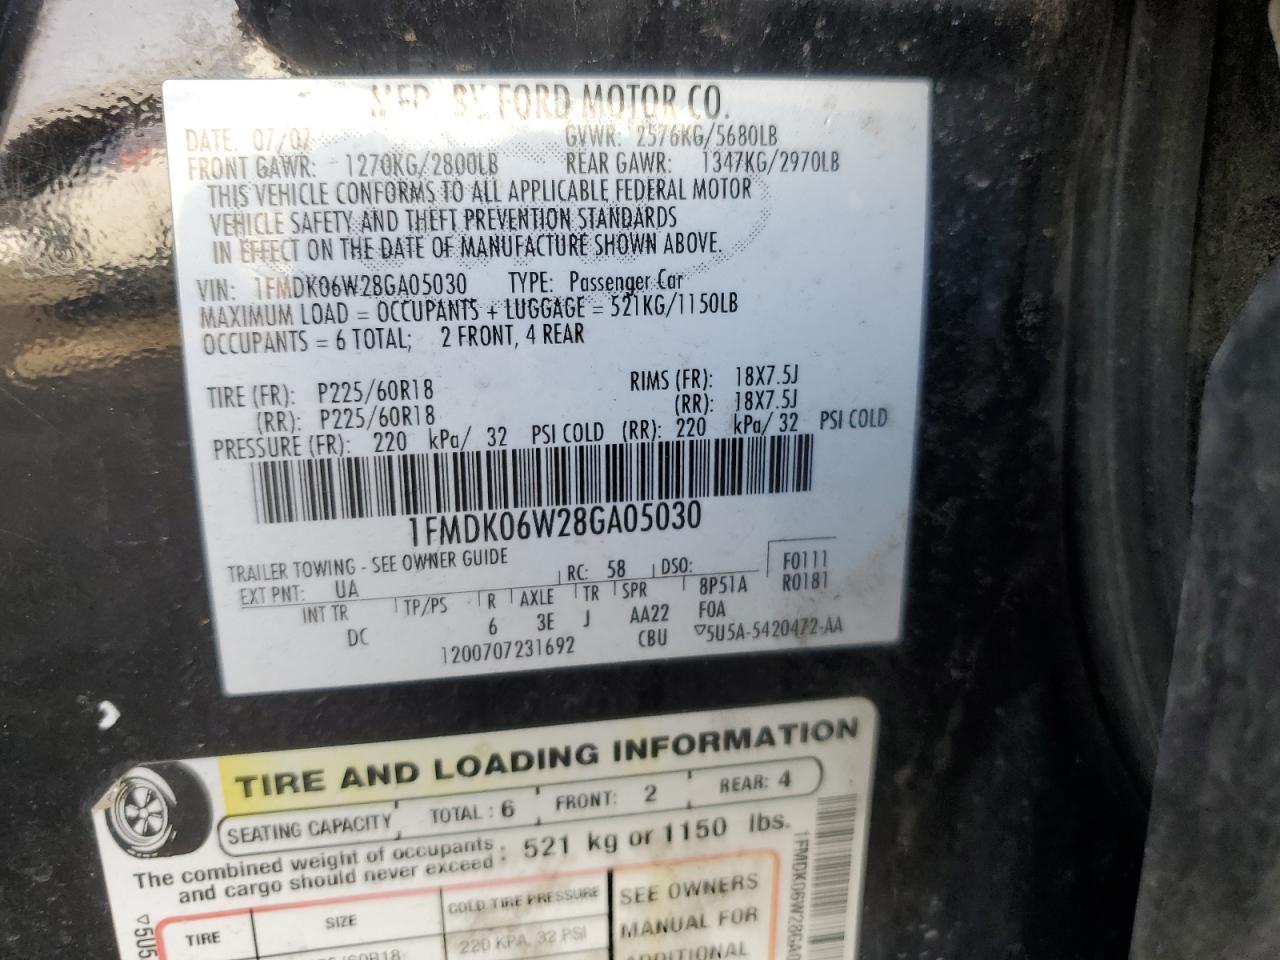 MFD. BY FORD MOTOR CO.
DATE: 07/07 GVWR: 2576KG/5680LB
FRONT GAWR: 1270KG/2800LB REAR GAWR: 1347KG/2970LB
THIS VEHICLE CONFORMS TO ALL APPLICABLE FEDERAL MOTOR
VEHICLE SAFETY AND THEFT PREVENTION STANDARDS
IN EFFECT ON THE DATE OF MANUFACTURE SHOWN ABOVE.
VIN: 1FMDK06W28GA05030 TYPE: Passenger Car
MAXIMUM LOAD = OCCUPANTS + LUGGAGE = 521KG/1150LB
OCCUPANTS = 6 TOTAL; 2 FRONT, 4 REAR
TIRE (FR): P225/60R18 RIMS (FR): 18X7.5J
(RR): P225/60R18 (RR): 18X7.5J
PRESSURE (FR): 220 kPa/ 32 PSI COLD (RR): 220 kPa/ 32 PSI COLD
1FMDK06W28GA05030
TRAILER TOWING - SEE OWNER GUIDE
EXT PNT: UA RC: 58 DSO: F0111
INT TR TP/PS R AXLE TR SPR 8P51A R0181
DC 6 3E J AA22 F0A
1200707231692 CBU ▽5U5A-5420472-AA
TIRE AND LOADING INFORMATION
SEATING CAPACITY TOTAL : 6 FRONT: 2 REAR: 4
The combined weight of occupants
and cargo should never exceed : 521 kg or 1150 lbs.
TIRE SIZE COLD TIRE PRESSURE SEE OWNERS
220 KPA, 32 PSI MANUAL FOR
ADDITIONAL
1FMDK06W28GA0
▽5U5